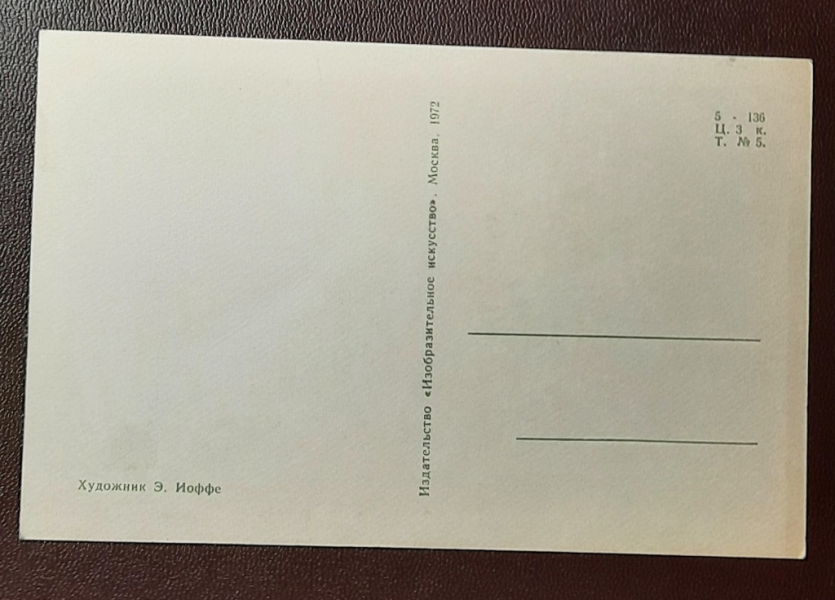 Художник Э. Иоффе
Издательство «Изобразительное искусство». Москва. 1972
5 - 136
Ц. 3 к.
Т. № 5.